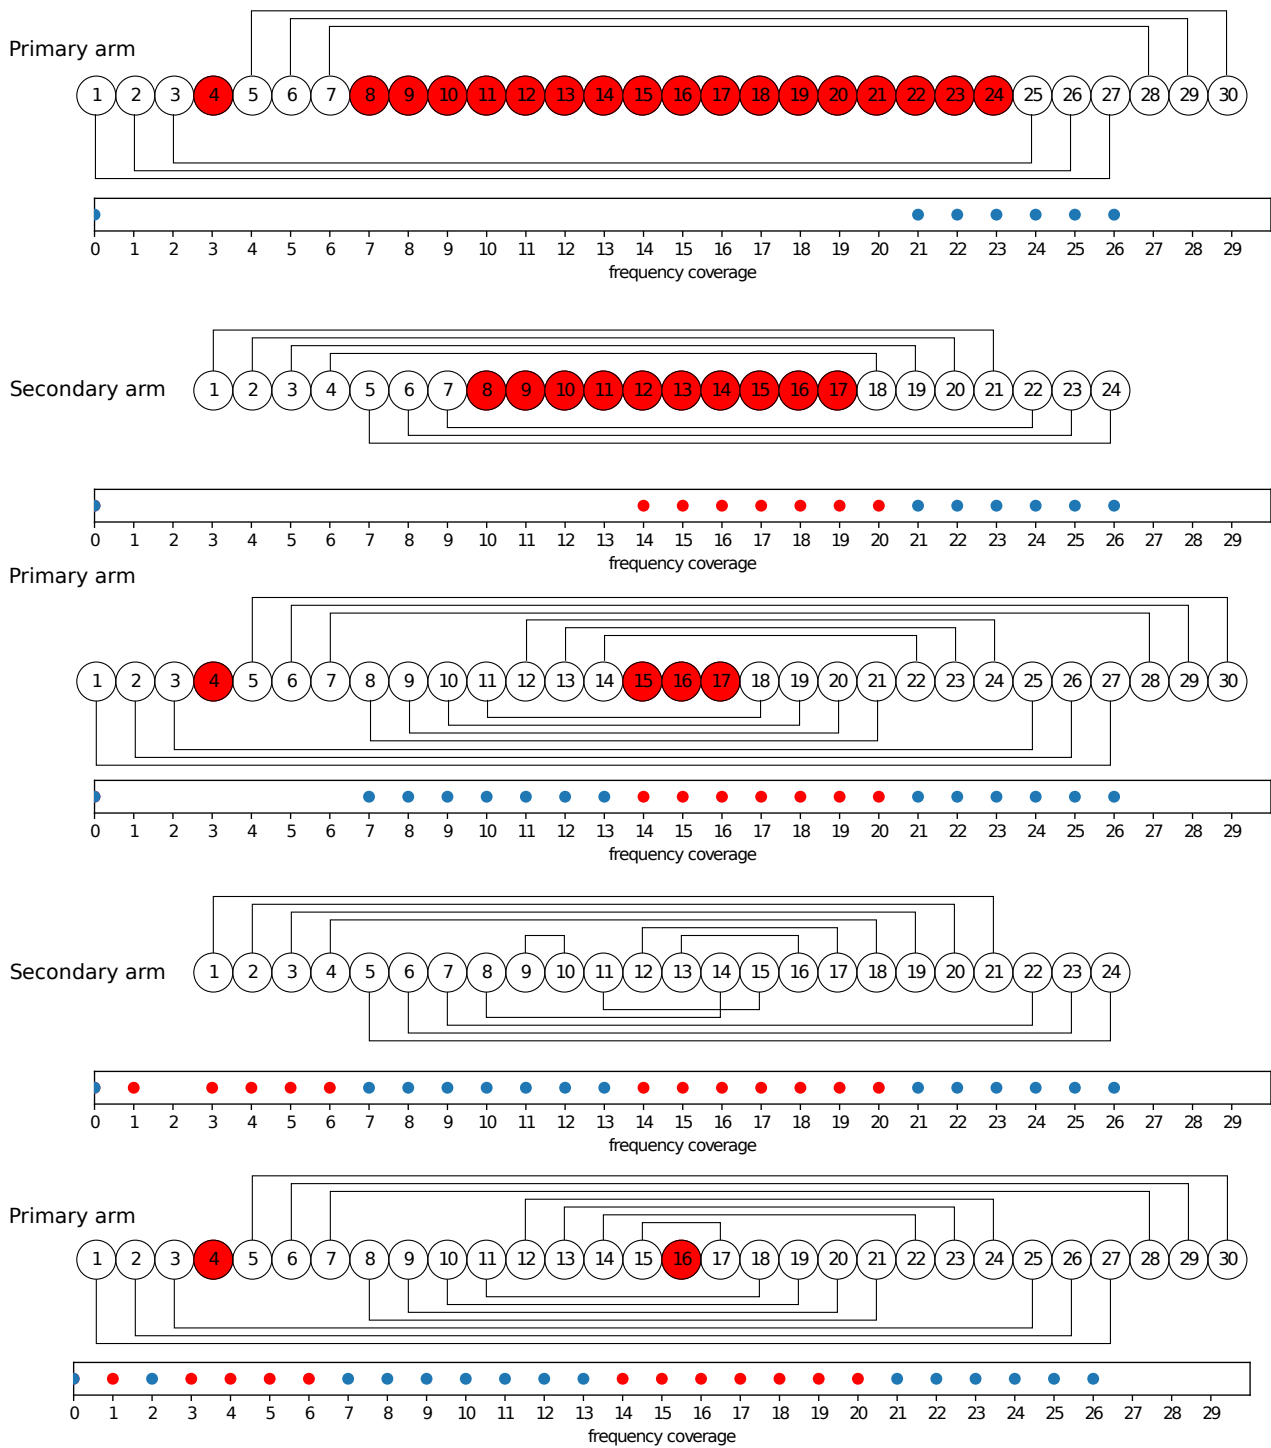 Primary arm
1 2 3 4 5 6 7 8 9 10 11 12 13 14 15 16 17 18 19 20 21 22 23 24 25 26 27 28 29 30
0 1 2 3 4 5 6 7 8 9 10 11 12 13 14 15 16 17 18 19 20 21 22 23 24 25 26 27 28 29
frequency coverage
Secondary arm
1 2 3 4 5 6 7 8 9 10 11 12 13 14 15 16 17 18 19 20 21 22 23 24
0 1 2 3 4 5 6 7 8 9 10 11 12 13 14 15 16 17 18 19 20 21 22 23 24 25 26 27 28 29
frequency coverage
Primary arm
1 2 3 4 5 6 7 8 9 10 11 12 13 14 15 16 17 18 19 20 21 22 23 24 25 26 27 28 29 30
0 1 2 3 4 5 6 7 8 9 10 11 12 13 14 15 16 17 18 19 20 21 22 23 24 25 26 27 28 29
frequency coverage
Secondary arm
1 2 3 4 5 6 7 8 9 10 11 12 13 14 15 16 17 18 19 20 21 22 23 24
0 1 2 3 4 5 6 7 8 9 10 11 12 13 14 15 16 17 18 19 20 21 22 23 24 25 26 27 28 29
frequency coverage
Primary arm
1 2 3 4 5 6 7 8 9 10 11 12 13 14 15 16 17 18 19 20 21 22 23 24 25 26 27 28 29 30
0 1 2 3 4 5 6 7 8 9 10 11 12 13 14 15 16 17 18 19 20 21 22 23 24 25 26 27 28 29
frequency coverage